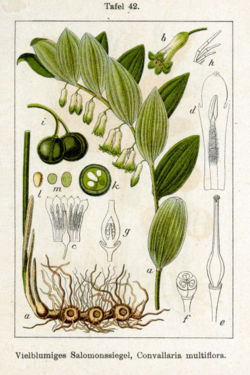 Tafel 42.
b
h
d
i
l
m
k
c
g
a
a
f
e
Vielblumiges Salomonssiegel, Convallaria multiflora.